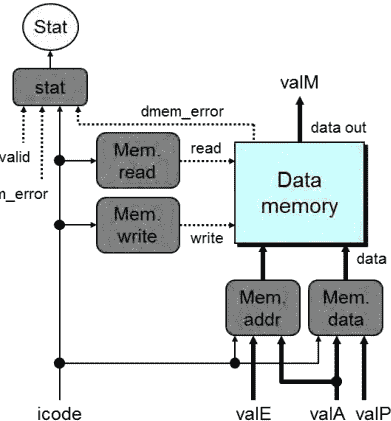 Stat
stat
valM
dmem_error
data out
valid
m_error
Mem.
read
read
Data
memory
Mem.
write
write
data
Mem.
addr
Mem.
data
icode
valE
valA
valP